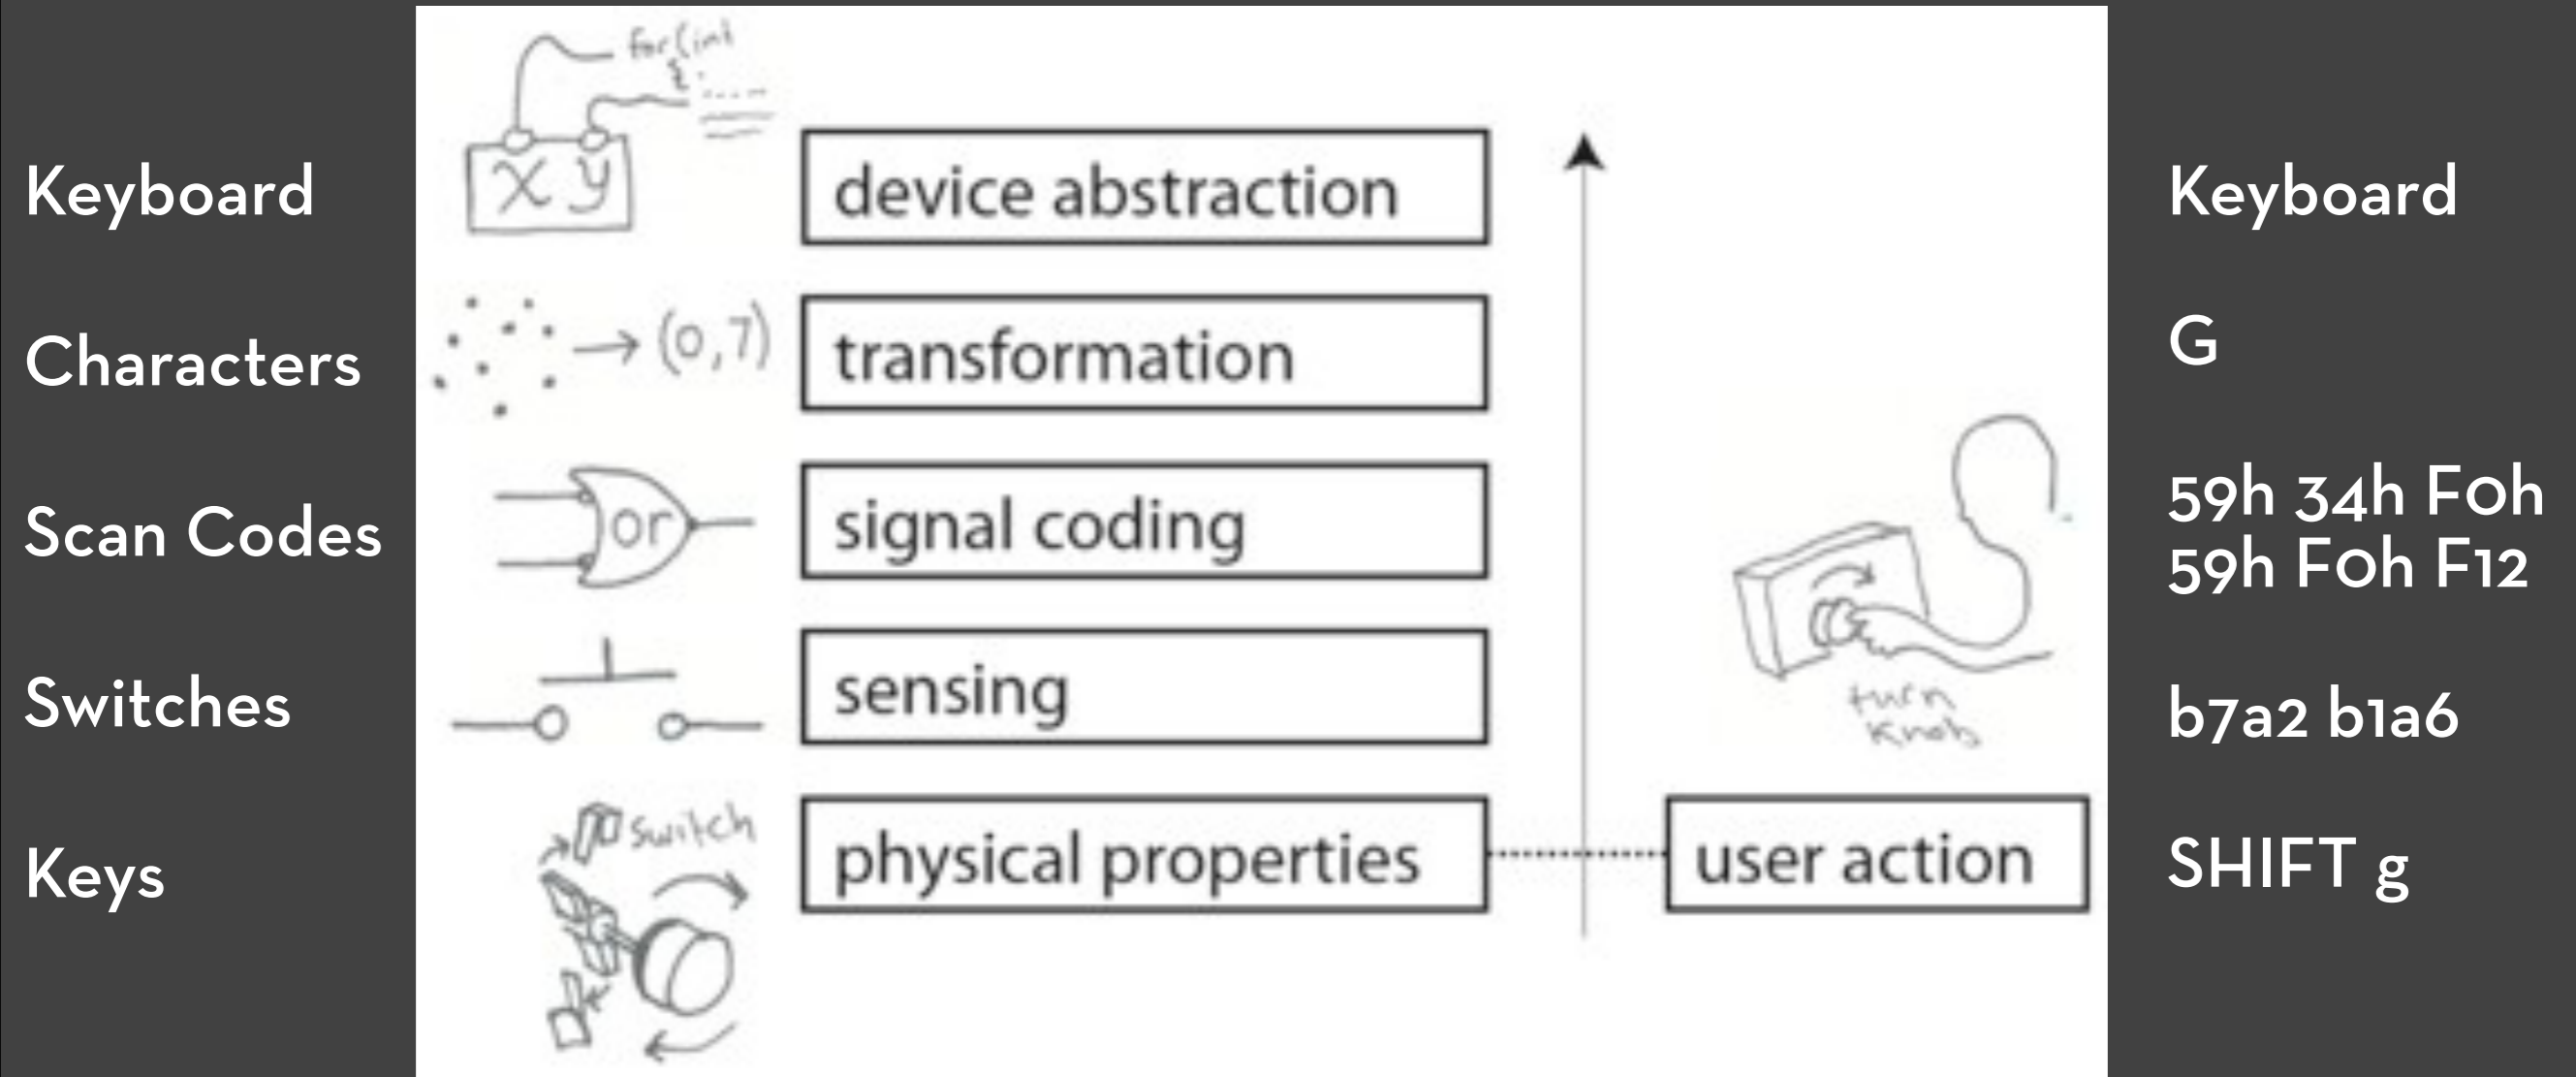 for(int
Keyboard
X y
device abstraction
Keyboard
Characters
(0,7)
transformation
G
Scan Codes
or
signal coding
59h 34h F0h
59h F0h F12
Switches
sensing
turn
knob
b7a2 b1a6
Keys
switch
physical properties
user action
SHIFT g